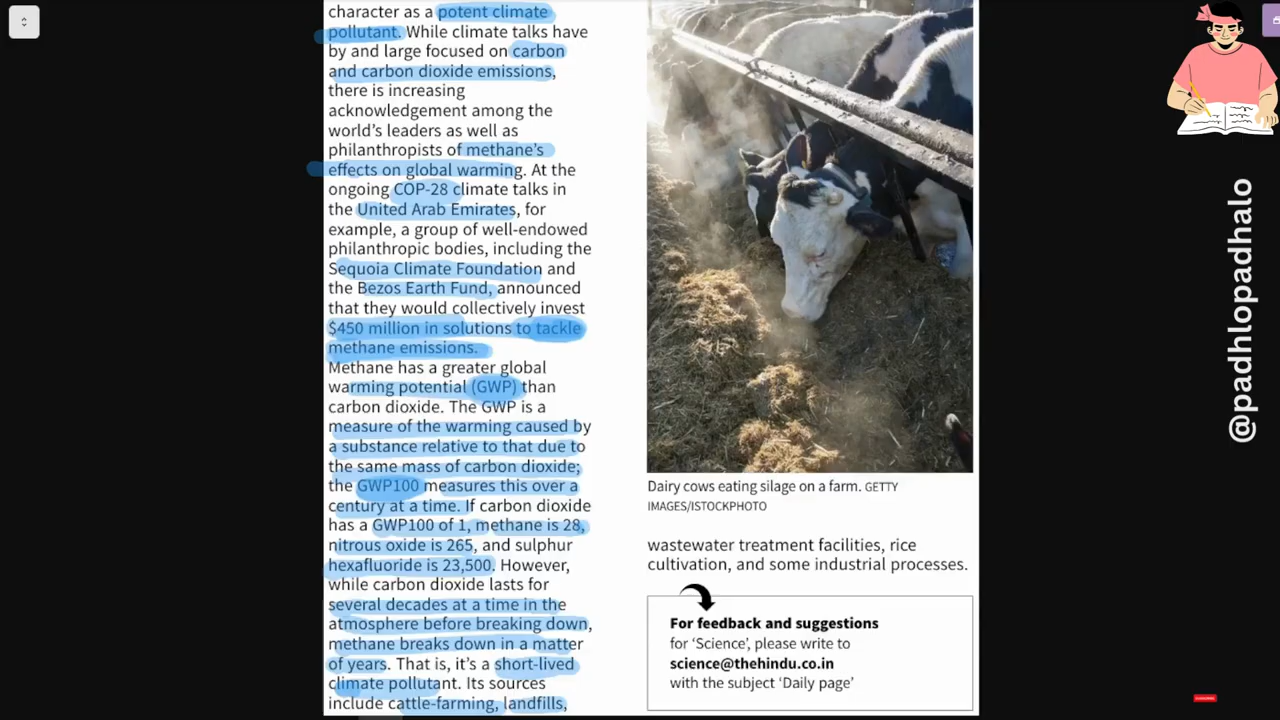 character as a potent climate
pollutant. While climate talks have
by and large focused on carbon
and carbon dioxide emissions,
there is increasing
acknowledgement among the
world’s leaders as well as
philanthropists of methane’s
effects on global warming. At the
ongoing COP-28 climate talks in
the United Arab Emirates, for
example, a group of well-endowed
philanthropic bodies, including the
Sequoia Climate Foundation and
the Bezos Earth Fund, announced
that they would collectively invest
$450 million in solutions to tackle
methane emissions.
Methane has a greater global
warming potential (GWP) than
carbon dioxide. The GWP is a
measure of the warming caused by
a substance relative to that due to
the same mass of carbon dioxide;
the GWP100 measures this over a
century at a time. If carbon dioxide
has a GWP100 of 1, methane is 28,
nitrous oxide is 265, and sulphur
hexafluoride is 23,500. However,
while carbon dioxide lasts for
several decades at a time in the
atmosphere before breaking down,
methane breaks down in a matter
of years. That is, it’s a short-lived
climate pollutant. Its sources
include cattle-farming, landfills,
Dairy cows eating silage on a farm. GETTY
IMAGES/ISTOCKPHOTO
wastewater treatment facilities, rice
cultivation, and some industrial processes.
For feedback and suggestions
for ‘Science’, please write to
science@thehindu.co.in
with the subject ‘Daily page’
@padhlopadhalo